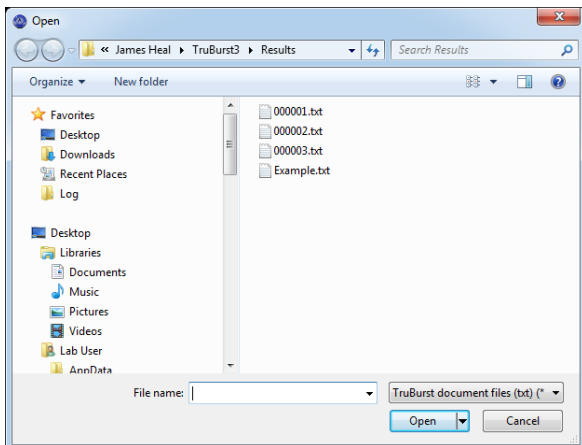 Open
« James Heal ▸ TruBurst3 ▸ Results
Search Results
Organize
New folder
Favorites
Desktop
Downloads
Recent Places
Log
Desktop
Libraries
Documents
Music
Pictures
Videos
Lab User
AppData
000001.txt
000002.txt
000003.txt
Example.txt
File name:
TruBurst document files (txt) (*
Open
Cancel